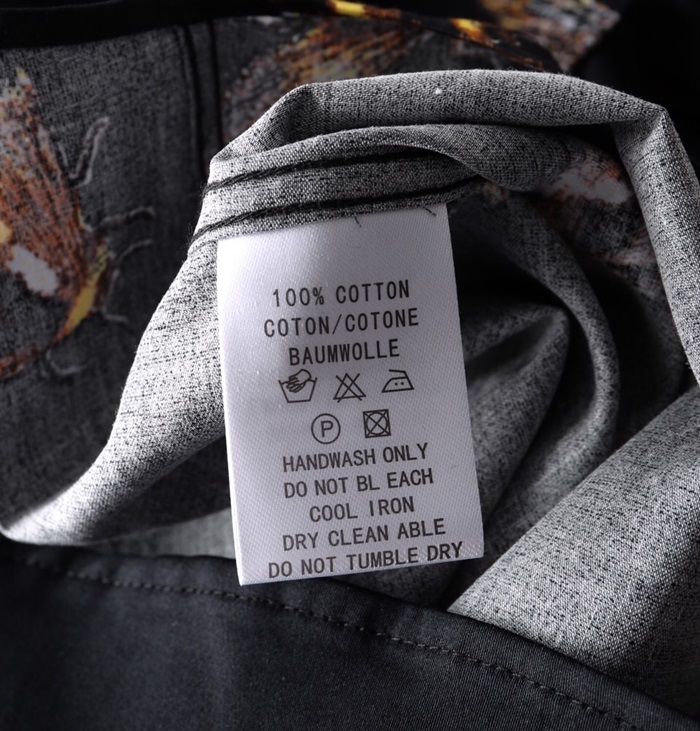 100% COTTON
COTON/COTONE
BAUMWOLLE
P
HANDWASH ONLY
DO NOT BL EACH
COOL IRON
DRY CLEAN ABLE
DO NOT TUMBLE DRY